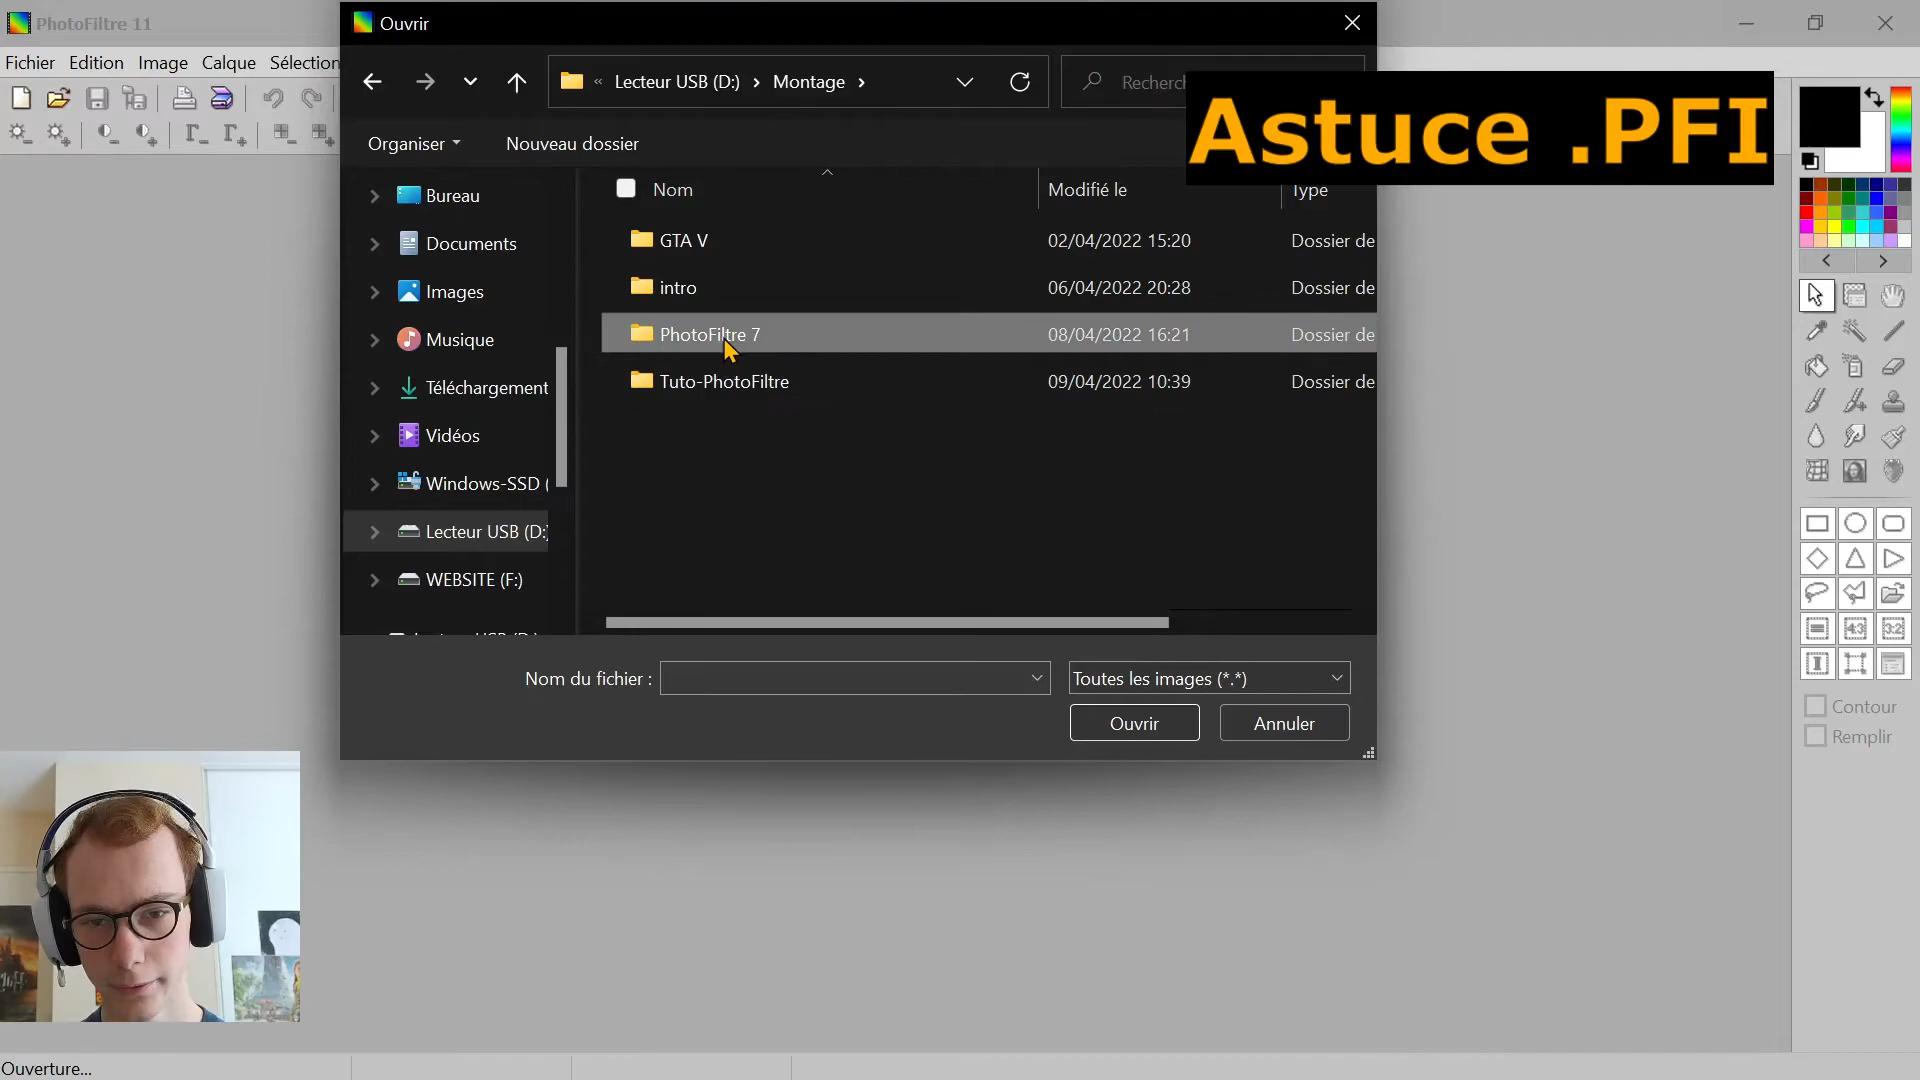 PhotoFiltre 11
Ouvrir
Fichier Edition Image Calque Sélection
« Lecteur USB (D:) > Montage >
Recherc
Astuce .PFI
Organiser
Nouveau dossier
Nom
Modifié le
Type
Bureau
Documents
Images
Musique
Téléchargement
Vidéos
Windows-SSD (
Lecteur USB (D:)
WEBSITE (F:)
GTA V 02/04/2022 15:20 Dossier de
intro 06/04/2022 20:28 Dossier de
PhotoFiltre 7 08/04/2022 16:21 Dossier de
Tuto-PhotoFiltre 09/04/2022 10:39 Dossier de
Nom du fichier :
Toutes les images (*.*)
Ouvrir
Annuler
4:3
3:2
Contour
Remplir
Ouverture...